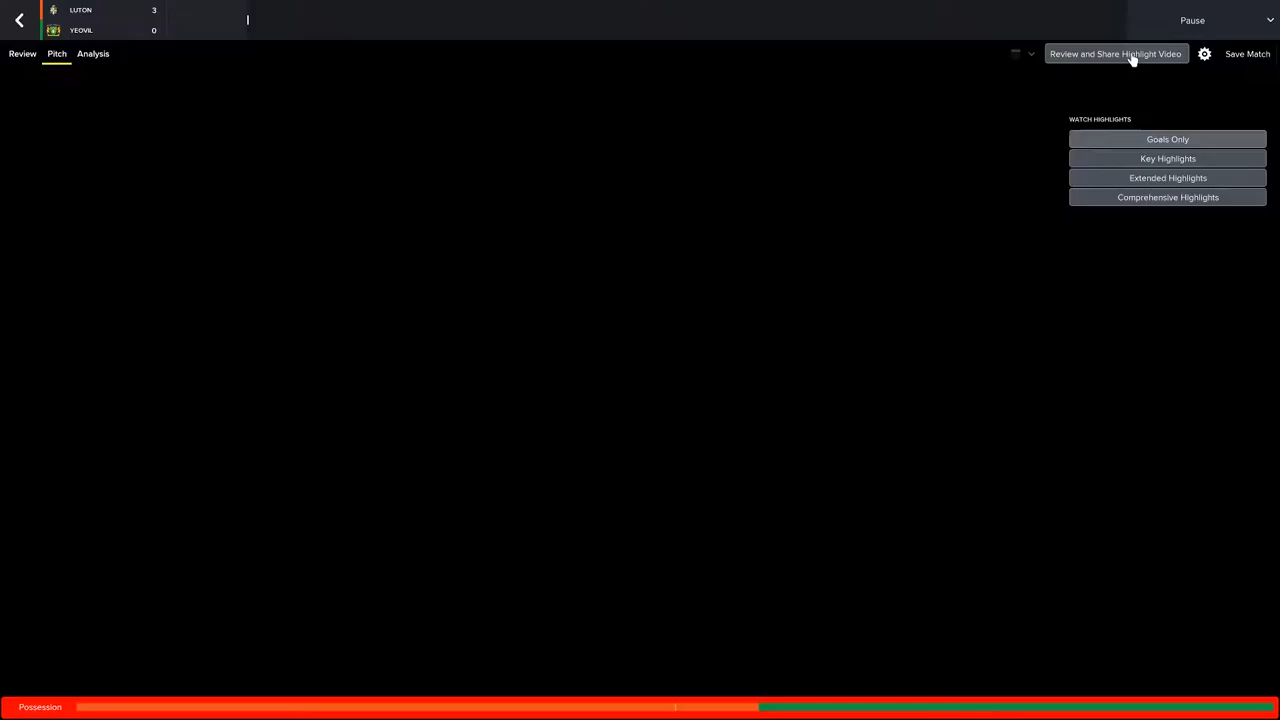 LUTON 3
YEOVIL 0
Pause
Review Pitch Analysis
Review and Share Highlight Video
Save Match
WATCH HIGHLIGHTS
Goals Only
Key Highlights
Extended Highlights
Comprehensive Highlights
Possession